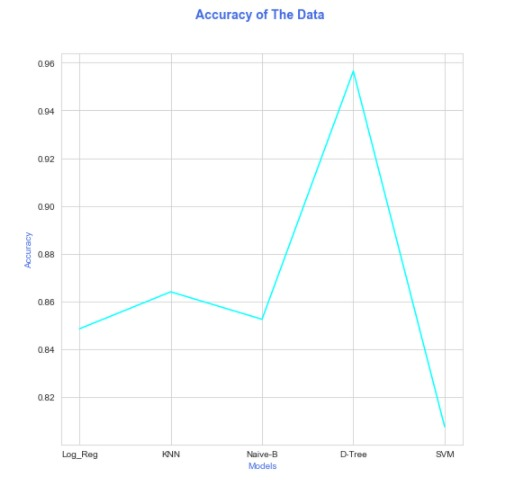 Accuracy of The Data
0.96
0.94
0.92
0.90
0.88
0.86
0.84
0.82
Accuracy
Log_Reg KNN Naive-B D-Tree SVM
Models